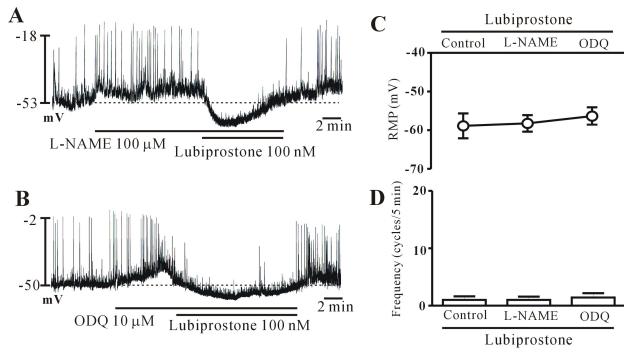 A
-18
-53
mV
2 min
L-NAME 100 μM
Lubiprostone 100 nM
B
-2
-50
mV
2 min
ODQ 10 μM
Lubiprostone 100 nM
C
Lubiprostone
Control L-NAME ODQ
RMP (mV)
-40
-50
-60
-70
D
Frequency (cycles/5 min)
20
10
0
Control L-NAME ODQ
Lubiprostone